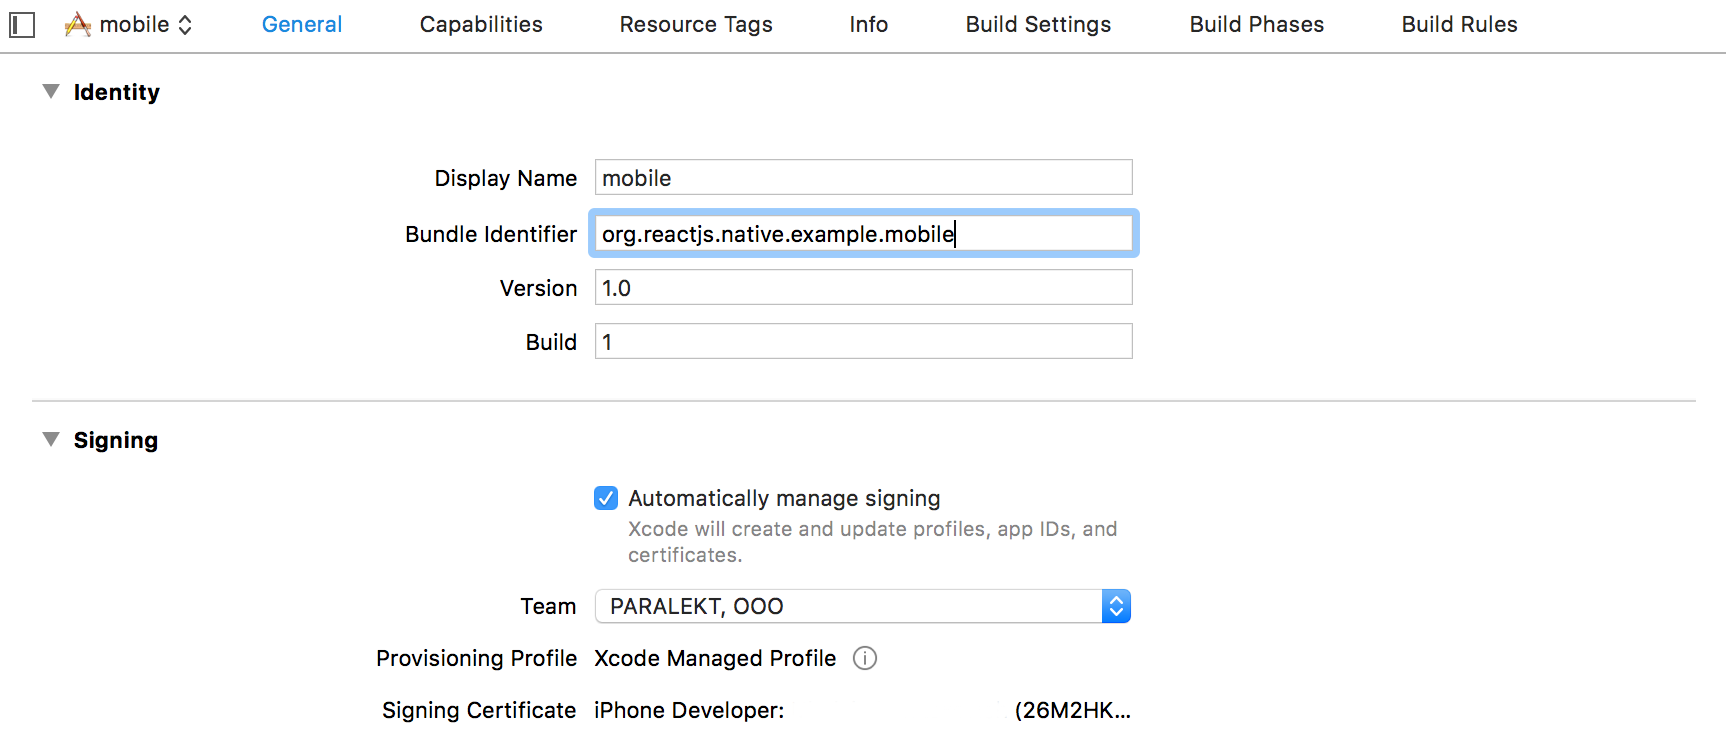 mobile General Capabilities Resource Tags Info Build Settings Build Phases Build Rules
Identity
Display Name mobile
Bundle Identifier org.reactjs.native.example.mobile
Version 1.0
Build 1
Signing
Automatically manage signing
Xcode will create and update profiles, app IDs, and
certificates.
Team PARALEKT, OOO
Provisioning Profile Xcode Managed Profile
Signing Certificate iPhone Developer: (26M2HK...